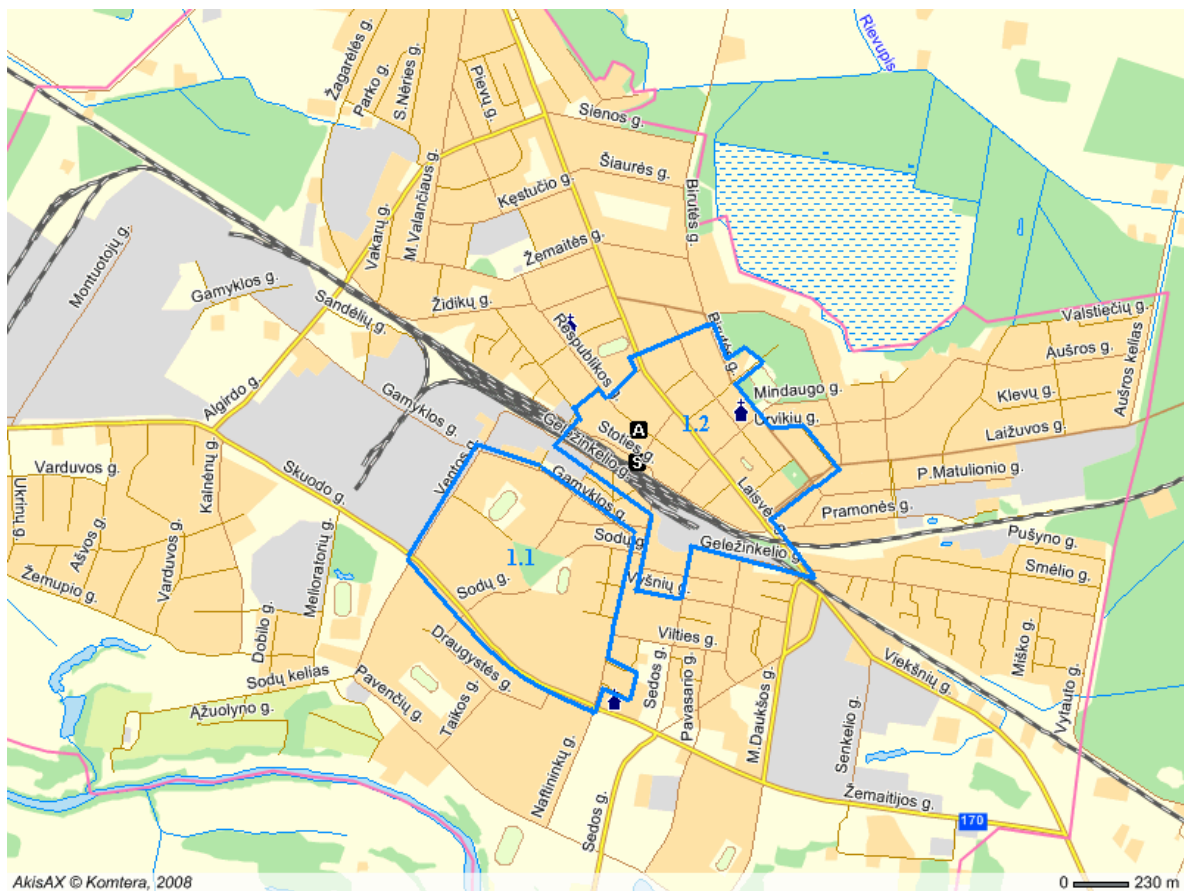 Rievupis
Žagarėlės g.
Parko g.
S.Nėries g.
Pievų g.
Sienos g.
Šiaurės g.
Birutės g.
M.Valančiaus g.
Kęstučio g.
Vakarų g.
Žemaitės g.
Montuotojų g.
Gamyklos g.
Sandėlių g.
Židikų g.
Respublikos g.
Birutės g.
Valstiečių g.
Aušros g.
Aušros kelias
Klevų g.
Mindaugo g.
Urvikių g.
Laižuvos g.
Algirdo g.
Gamyklos g.
Geležinkelio g.
Stoties g.
A
S
1.2
Laisvės g.
P.Matulionio g.
Pramonės g.
Pušyno g.
Smėlio g.
Varduvos g.
Kalnėnų g.
Skuodo g.
Ventos g.
Gamyklos g.
Sodų g.
Geležinkelio g.
Ukrinų g.
Ašvos g.
Varduvos g.
Žemupio g.
Melioratorių g.
Dobilo g.
1.1
Sodų g.
Vyšnių g.
Vilties g.
Draugystės g.
Sodų kelias
Ąžuolyno g.
Pavenčių g.
Taikos g.
Naftininkų g.
Sedos g.
Pavasario g.
M.Daukšos g.
Senkelio g.
Viekšnių g.
Miško g.
Vytauto g.
Sedos g.
Žemaitijos g.
170
AkisAX © Komtera, 2008
0 230 m